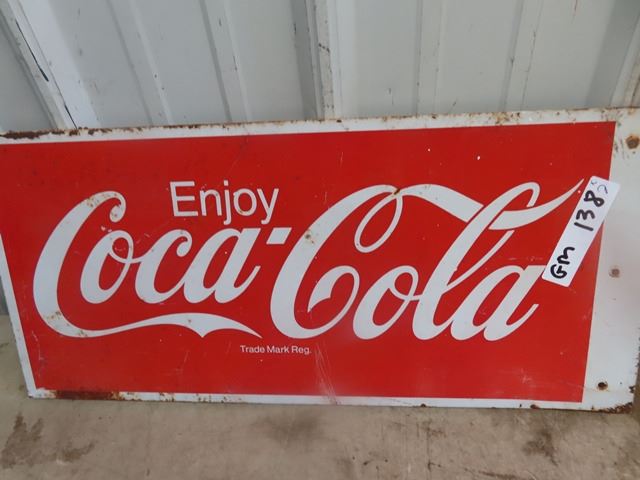 Enjoy
Coca-Cola
Trade Mark Reg.
GM 138